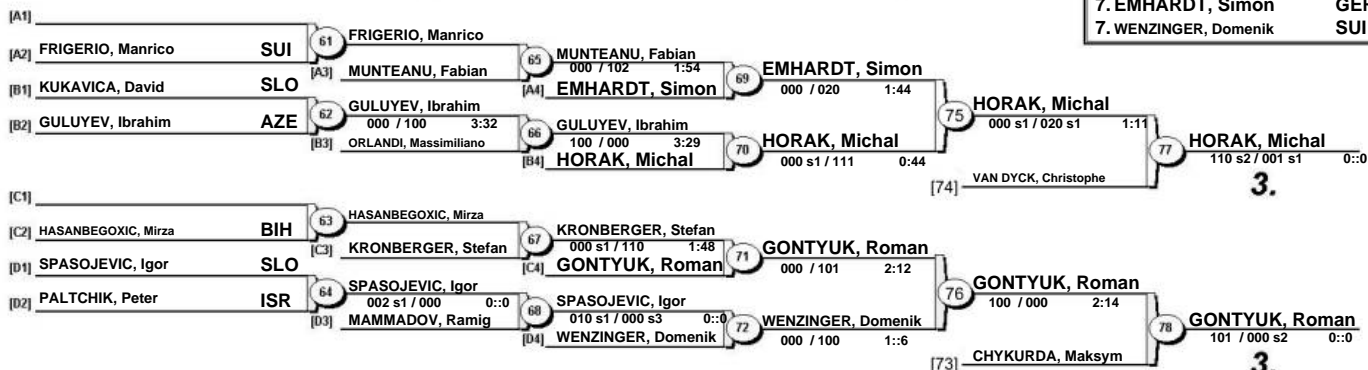 7. EMHARDT, Simon
7. WENZINGER, Domenik SUI
[A1]
[A2] FRIGERIO, Manrico SUI
61 FRIGERIO, Manrico
[A3] MUNTEANU, Fabian
65 MUNTEANU, Fabian
000 / 102 1:54
[A4] EMHARDT, Simon
69 EMHARDT, Simon
000 / 020 1:44
[B1] KUKAVICA, David SLO
[B2] GULUYEV, Ibrahim AZE
62 GULUYEV, Ibrahim
000 / 100 3:32
[B3] ORLANDI, Massimiliano
66 GULUYEV, Ibrahim
100 / 000 3:29
[B4] HORAK, Michal
70 HORAK, Michal
000 s1 / 111 0:44
75 HORAK, Michal
000 s1 / 020 s1 1:11
[74] VAN DYCK, Christophe
77 HORAK, Michal
110 s2 / 001 s1 0::0
3.
[C1]
[C2] HASANBEGOXIC, Mirza BIH
63 HASANBEGOXIC, Mirza
[C3] KRONBERGER, Stefan
67 KRONBERGER, Stefan
000 s1 / 110 1:48
[C4] GONTYUK, Roman
71 GONTYUK, Roman
000 / 101 2:12
[D1] SPASOJEVIC, Igor SLO
[D2] PALTCHIK, Peter ISR
64 SPASOJEVIC, Igor
002 s1 / 000 0::0
[D3] MAMMADOV, Ramig
68 SPASOJEVIC, Igor
010 s1 / 000 s3 0::0
[D4] WENZINGER, Domenik
72 WENZINGER, Domenik
000 / 100 1::6
76 GONTYUK, Roman
100 / 000 2:14
[73] CHYKURDA, Maksym
78 GONTYUK, Roman
101 / 000 s2 0::0
3.